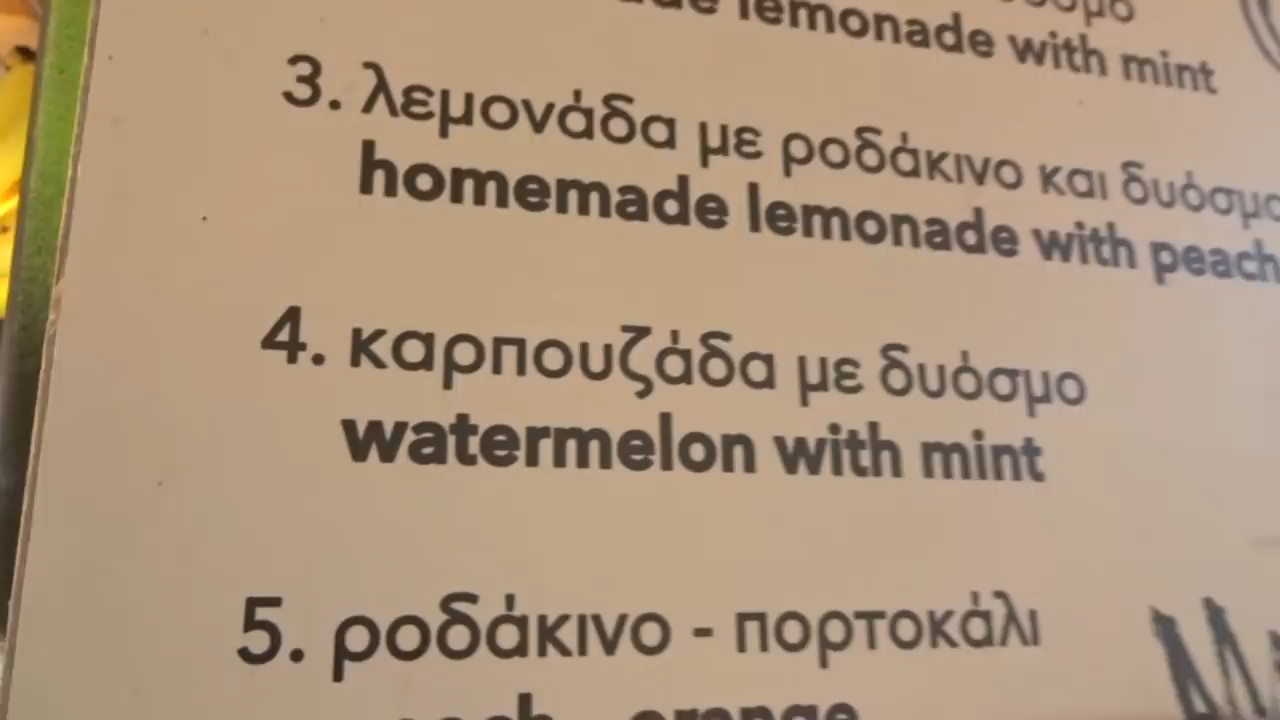 lemonade with mint
3. λεμονάδα με ροδάκινο και δυόσμο
homemade lemonade with peach
4. καρπουζάδα με δυόσμο
watermelon with mint
5. ροδάκινο - πορτοκάλι
orange